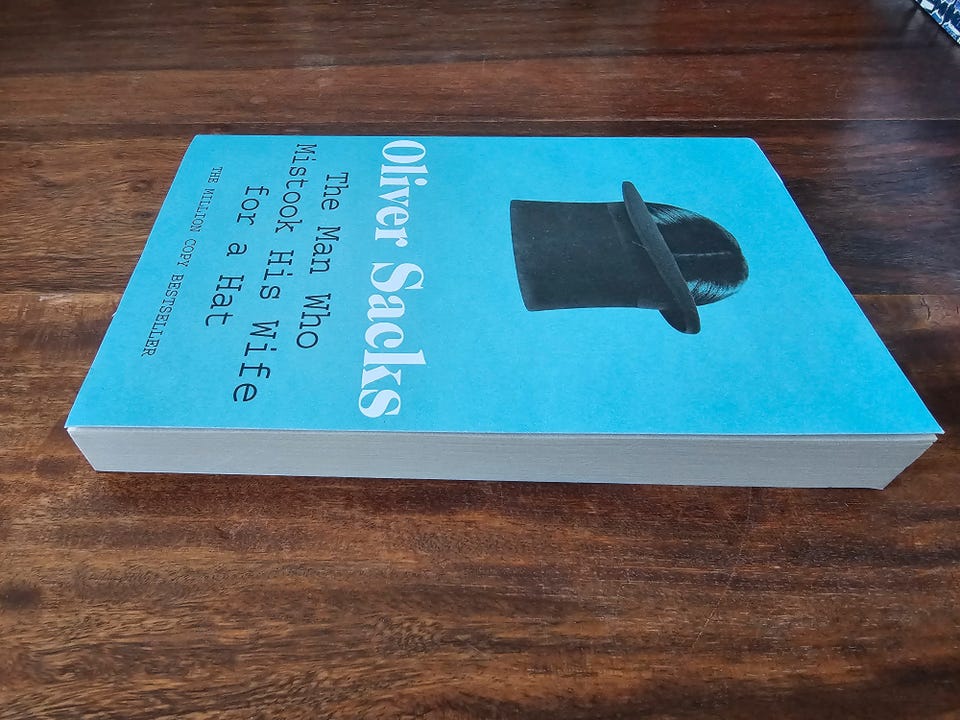 Oliver Sacks
The Man Who
Mistook His Wife
for a Hat
THE MILLION COPY BESTSELLER